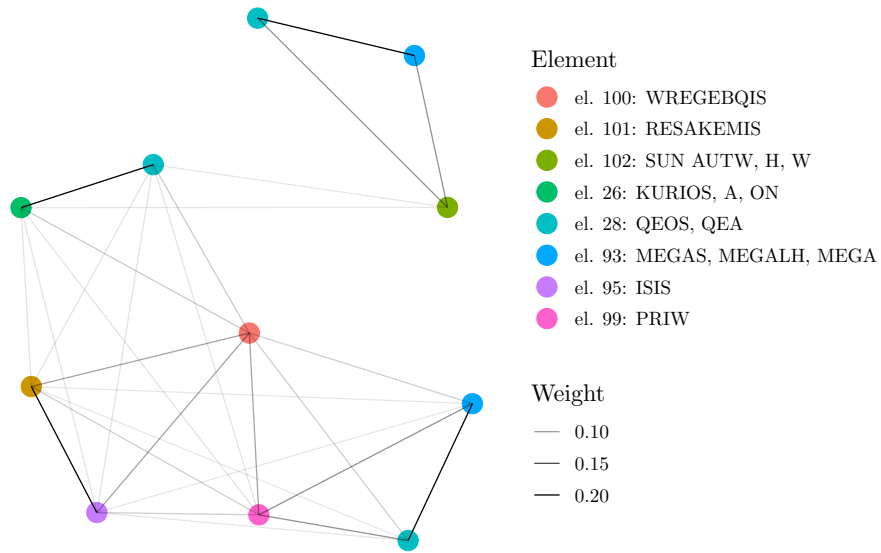 Element
el. 100: WREGEBQIS
el. 101: RESAKEMIS
el. 102: SUN AUTW, H, W
el. 26: KURIOS, A, ON
el. 28: QEOS, QEA
el. 93: MEGAS, MEGALH, MEGA
el. 95: ISIS
el. 99: PRIW
Weight
0.10
0.15
0.20